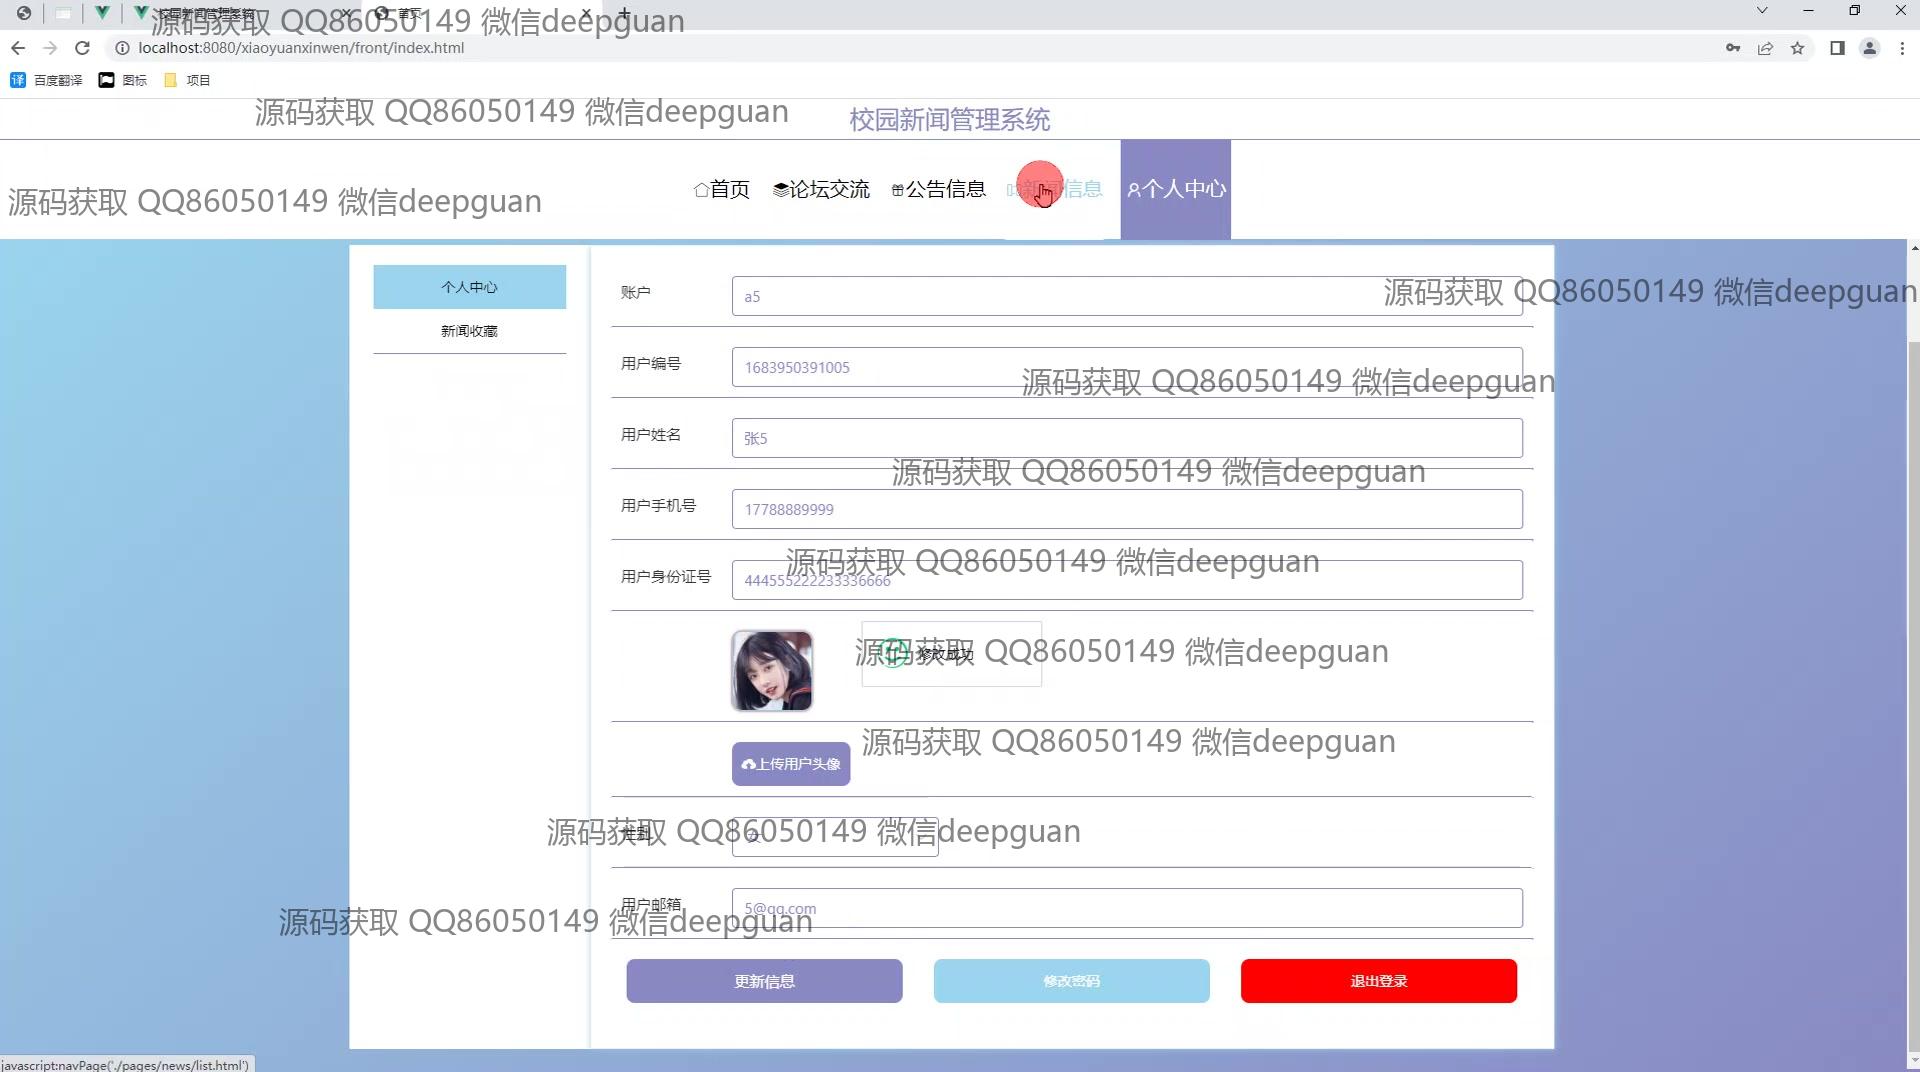 校园新闻管理系统
首页
源码获取 QQ86050149 微信deepguan
localhost:8080/xiaoyuanxinwen/front/index.html
译 百度翻译 图标 项目
源码获取 QQ86050149 微信deepguan
校园新闻管理系统
首页 论坛交流 公告信息 新闻信息 个人中心
源码获取 QQ86050149 微信deepguan
个人中心
新闻收藏
账户 a5
源码获取 QQ86050149 微信deepguan
用户编号 1683950391005
源码获取 QQ86050149 微信deepguan
用户姓名 张5
源码获取 QQ86050149 微信deepguan
用户手机号 17788889999
源码获取 QQ86050149 微信deepguan
用户身份证号 444555222233336666
修改成功
源码获取 QQ86050149 微信deepguan
源码获取 QQ86050149 微信deepguan
上传用户头像
性别 女
源码获取 QQ86050149 微信deepguan
用户邮箱 5@qq.com
源码获取 QQ86050149 微信deepguan
更新信息 修改密码 退出登录
javascript:navPage('./pages/news/list.html')